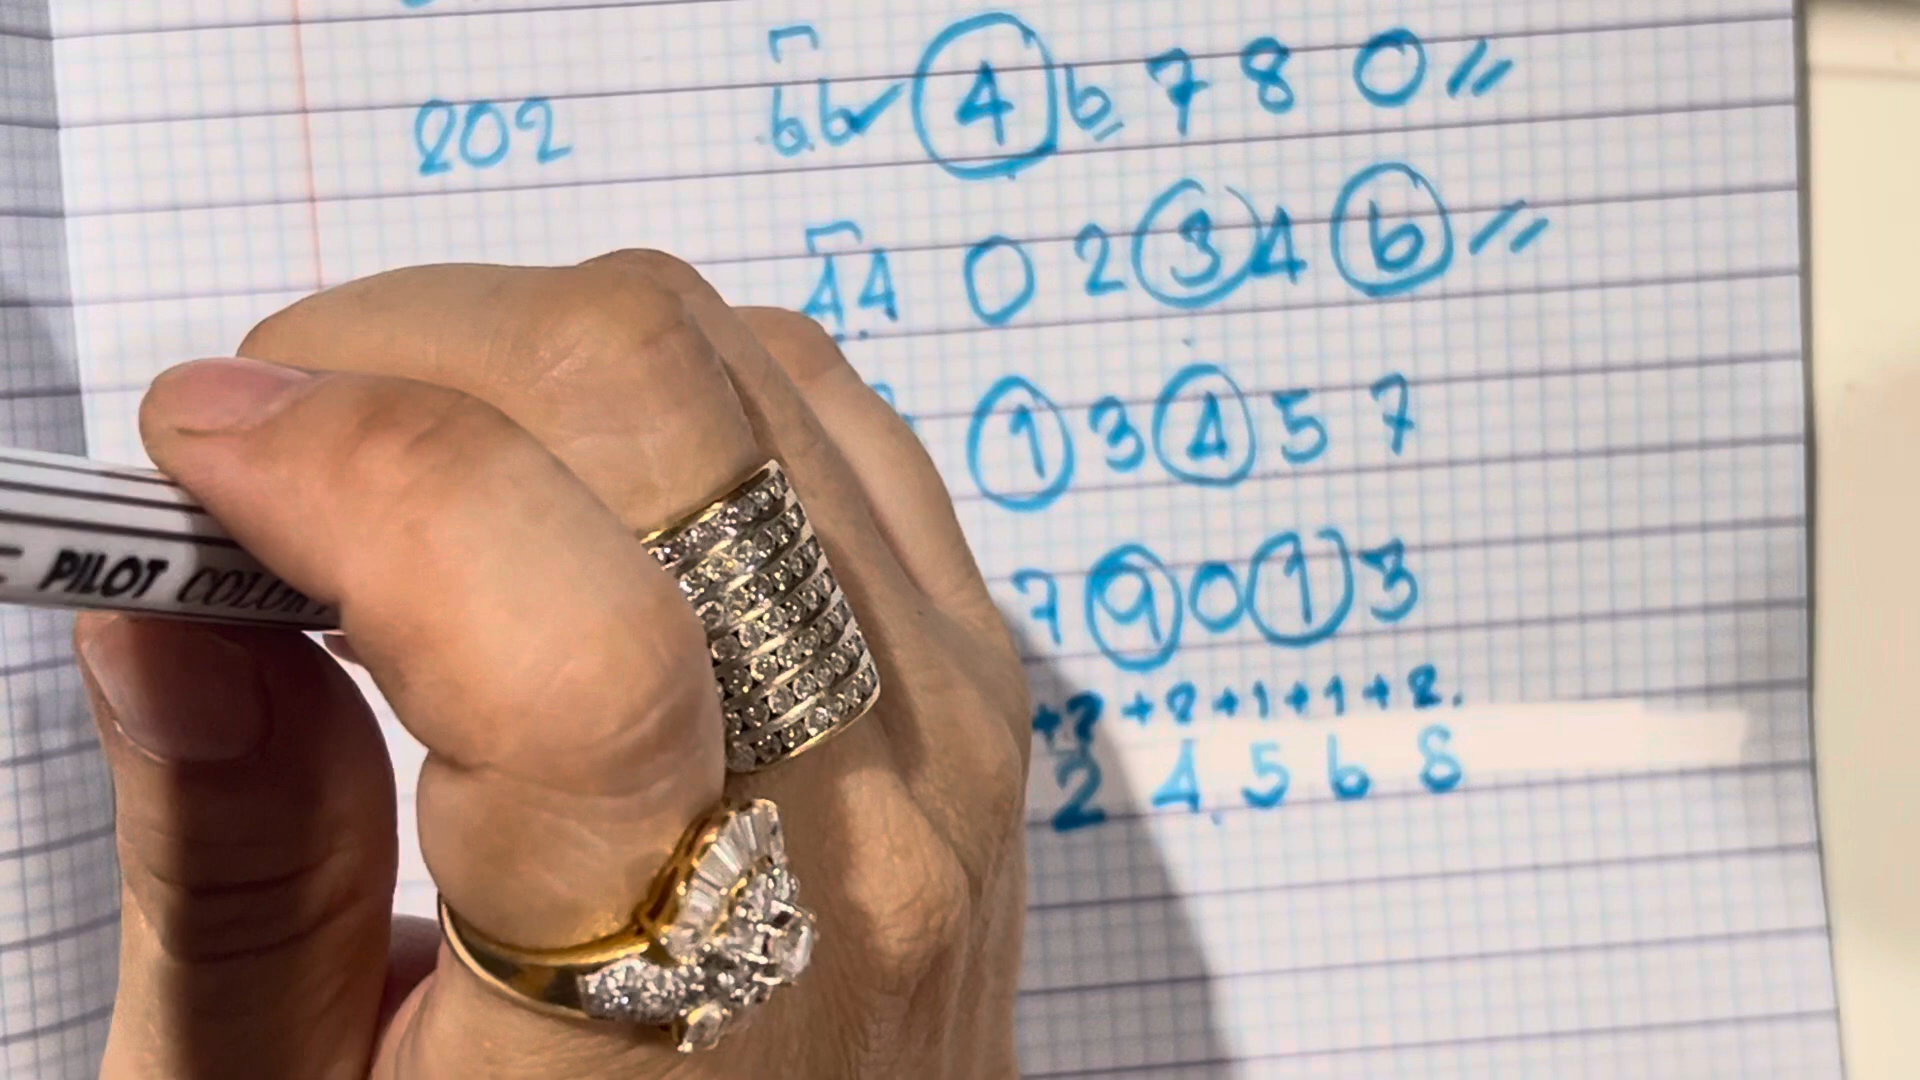 202 66✓ 4 6 7 8 0 //
44 0 2 3 4 6 //
1 3 4 5 7
7 9 0 1 3
+2+2+1+1+2.
2 4 5 6 8
PILOT COLOR